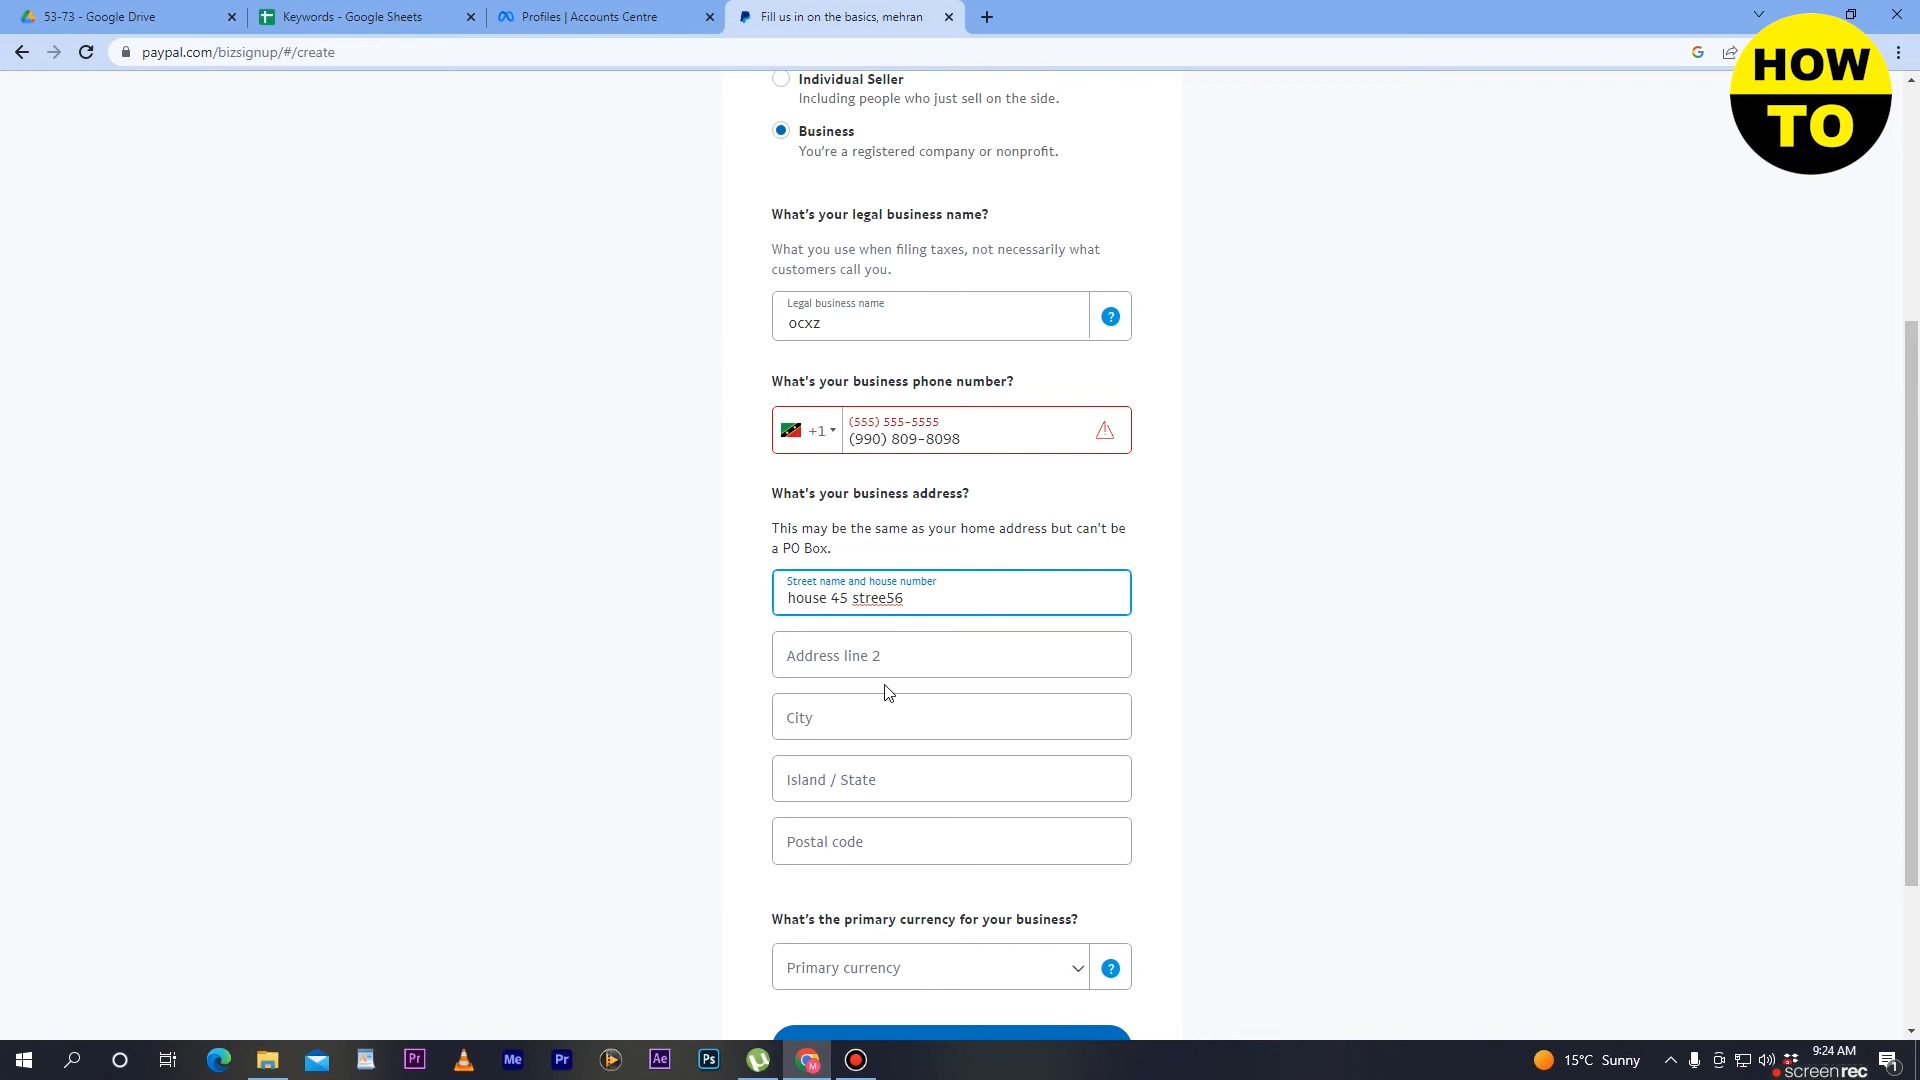 53-73 - Google Drive
Keywords - Google Sheets
Profiles | Accounts Centre
Fill us in on the basics, mehran
paypal.com/bizsignup/#/create
HOW
TO
Individual Seller
Including people who just sell on the side.
Business
You're a registered company or nonprofit.
What's your legal business name?
What you use when filing taxes, not necessarily what
customers call you.
Legal business name
ocxz
?
What's your business phone number?
+1
(555) 555-5555
(990) 809-8098
What's your business address?
This may be the same as your home address but can't be
a PO Box.
Street name and house number
house 45 stree56
Address line 2
City
Island / State
Postal code
What's the primary currency for your business?
Primary currency
?
Pr
Me
Pr
Ae
Ps
M
15°C Sunny
9:24 AM
screenrec
1